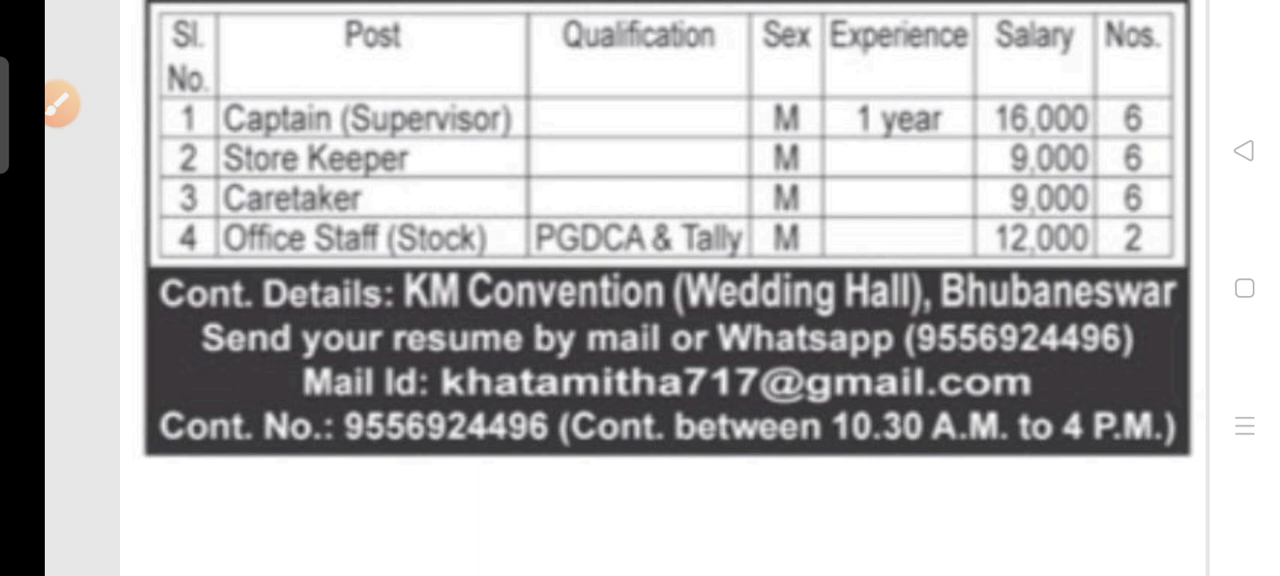 Sl. No. Post Qualification Sex Experience Salary Nos.
1 Captain (Supervisor) M 1 year 16,000 6
2 Store Keeper M 9,000 6
3 Caretaker M 9,000 6
4 Office Staff (Stock) PGDCA & Tally M 12,000 2
Cont. Details: KM Convention (Wedding Hall), Bhubaneswar
Send your resume by mail or Whatsapp (9556924496)
Mail Id: khatamitha717@gmail.com
Cont. No.: 9556924496 (Cont. between 10.30 A.M. to 4 P.M.)